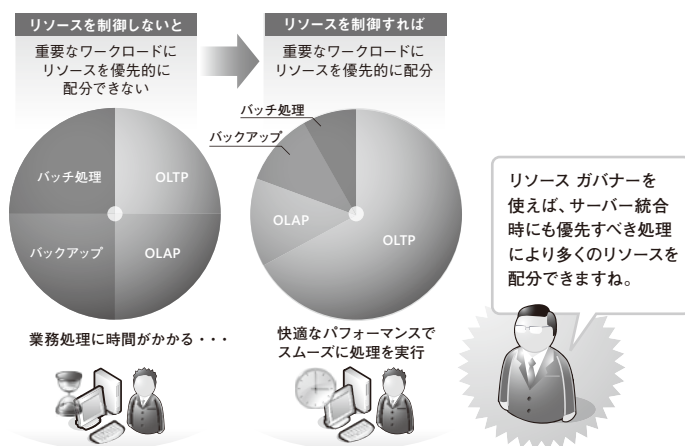 リソースを制御しないと
重要なワークロードに
リソースを優先的に
配分できない
バッチ処理
OLTP
バックアップ
OLAP
業務処理に時間がかかる・・・
リソースを制御すれば
重要なワークロードに
リソースを優先的に配分
バッチ処理
バックアップ
OLAP
OLTP
快適なパフォーマンスで
スムーズに処理を実行
リソース ガバナーを
使えば、サーバー統合
時にも優先すべき処理
により多くのリソースを
配分できますね。